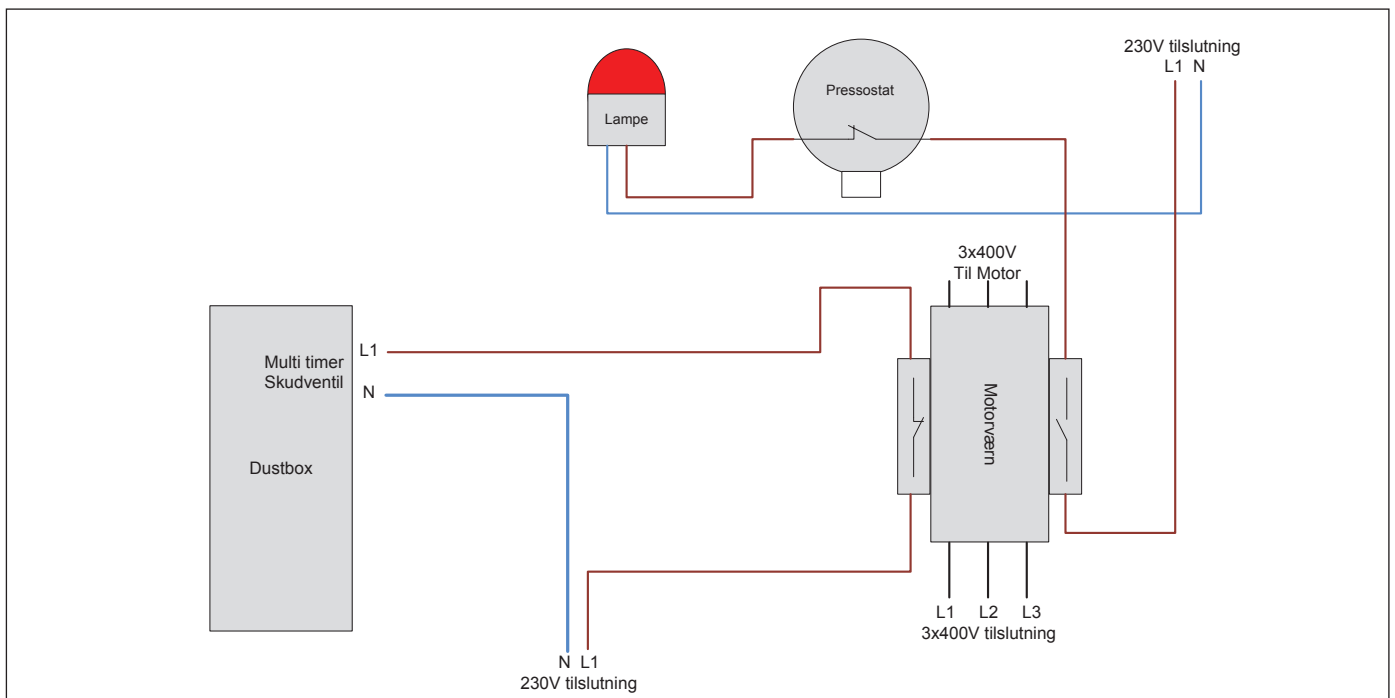 230V tilslutning
L1 N
Pressostat
Lampe
3x400V
Til Motor
L1
Multi timer
Skudventil
N
Motorværn
Dustbox
L1 L2 L3
3x400V tilslutning
N L1
230V tilslutning